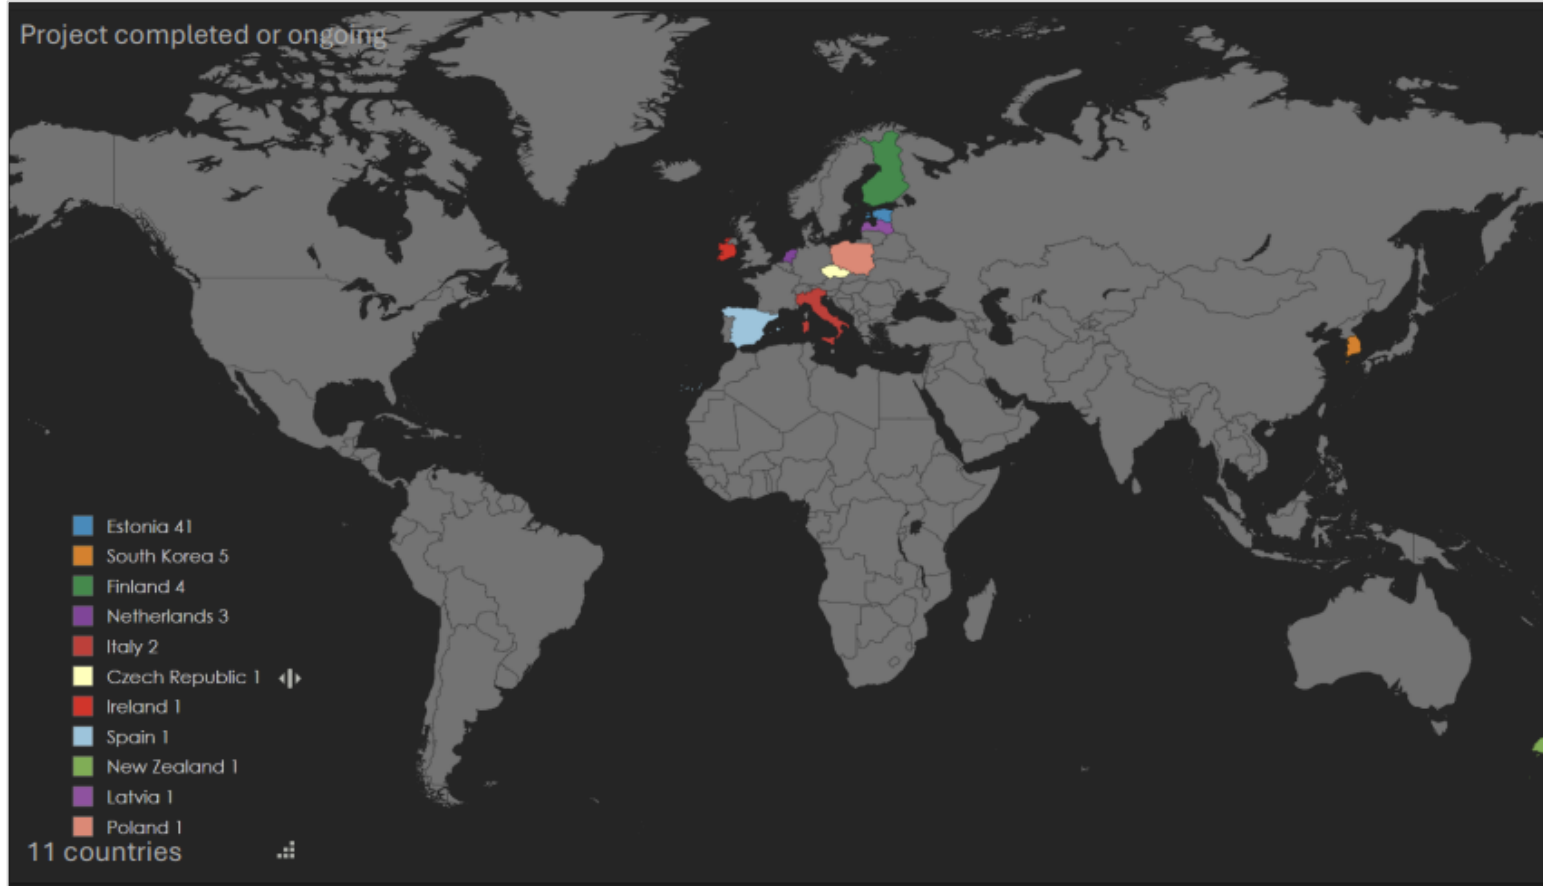 Project completed or ongoing
Estonia 41
South Korea 5
Finland 4
Netherlands 3
Italy 2
Czech Republic 1
Ireland 1
Spain 1
New Zealand 1
Latvia 1
Poland 1
11 countries